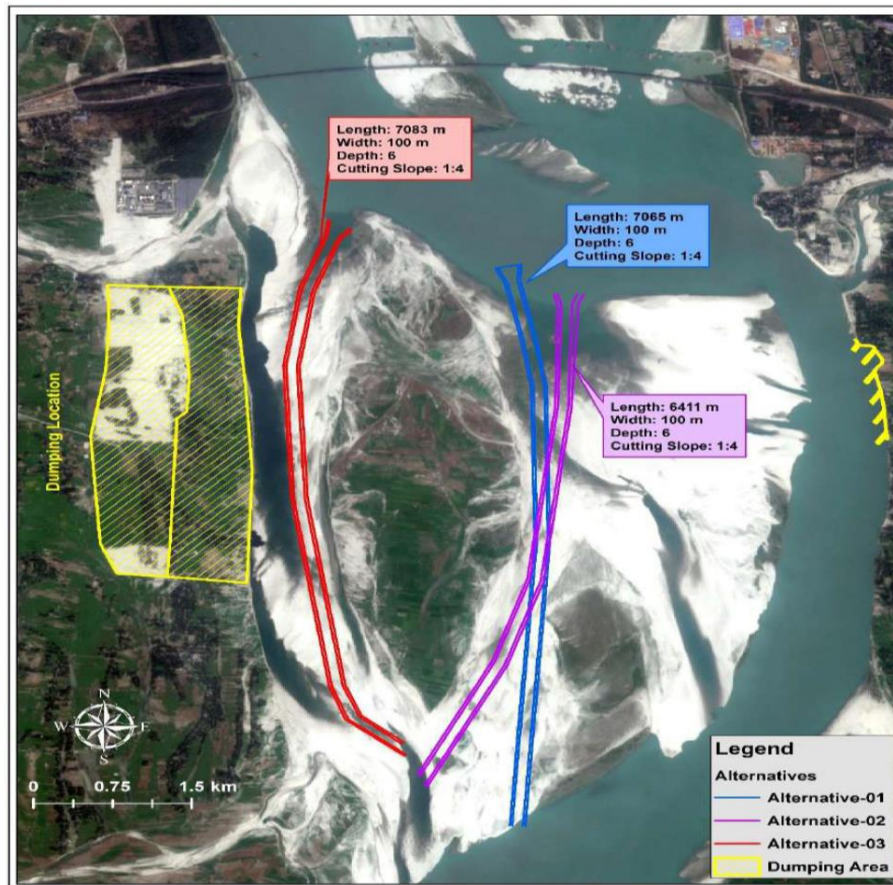 Length: 7083 m
Width: 100 m
Depth: 6
Cutting Slope: 1:4
Length: 7065 m
Width: 100 m
Depth: 6
Cutting Slope: 1:4
Length: 6411 m
Width: 100 m
Depth: 6
Cutting Slope: 1:4
Dumping Location
N
W E
S
0 0.75 1.5 km
Legend
Alternatives
Alternative-01
Alternative-02
Alternative-03
Dumping Area